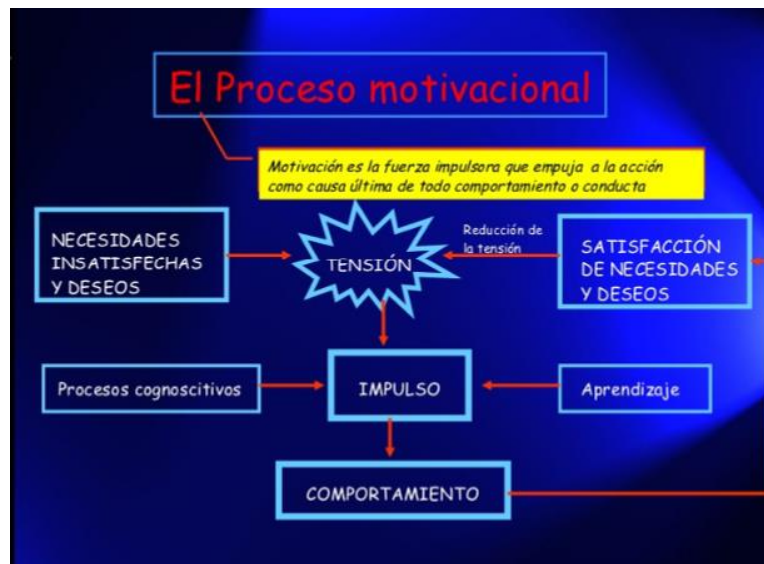 El Proceso motivacional
Motivación es la fuerza impulsora que empuja a la acción
como causa última de todo comportamiento o conducta
NECESIDADES
INSATISFECHAS
Y DESEOS
TENSIÓN
Reducción de
la tensión
SATISFACCIÓN
DE NECESIDADES
Y DESEOS
Procesos cognoscitivos
IMPULSO
Aprendizaje
COMPORTAMIENTO